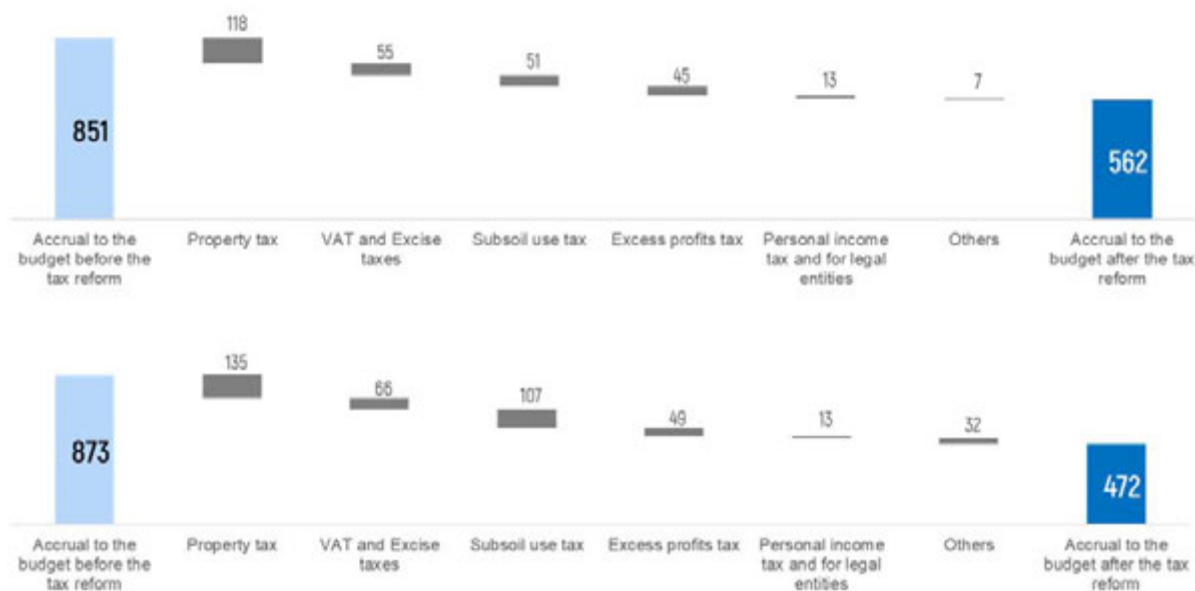 118
55
51
45
13
7
851
562
Accrual to the
budget before the
tax reform
Property tax
VAT and Excise
taxes
Subsoil use tax
Excess profits tax
Personal income
tax and for legal
entities
Others
Accrual to the
budget after the tax
reform
135
66
107
49
13
32
873
472
Accrual to the
budget before the
tax reform
Property tax
VAT and Excise
taxes
Subsoil use tax
Excess profits tax
Personal income
tax and for legal
entities
Others
Accrual to the
budget after the tax
reform